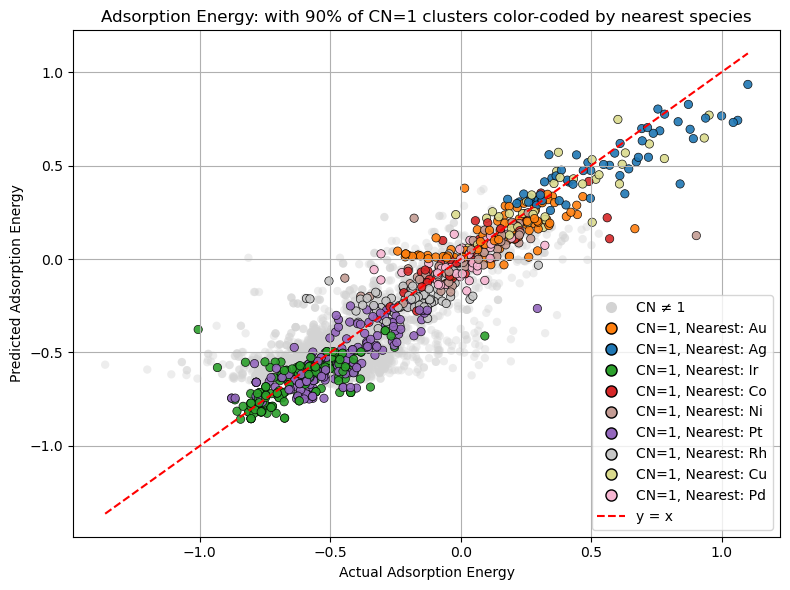 Adsorption Energy: with 90% of CN=1 clusters color-coded by nearest species
Predicted Adsorption Energy
1.0
0.5
0.0
−0.5
−1.0
CN ≠ 1
CN=1, Nearest: Au
CN=1, Nearest: Ag
CN=1, Nearest: Ir
CN=1, Nearest: Co
CN=1, Nearest: Ni
CN=1, Nearest: Pt
CN=1, Nearest: Rh
CN=1, Nearest: Cu
CN=1, Nearest: Pd
y = x
−1.0 −0.5 0.0 0.5 1.0
Actual Adsorption Energy